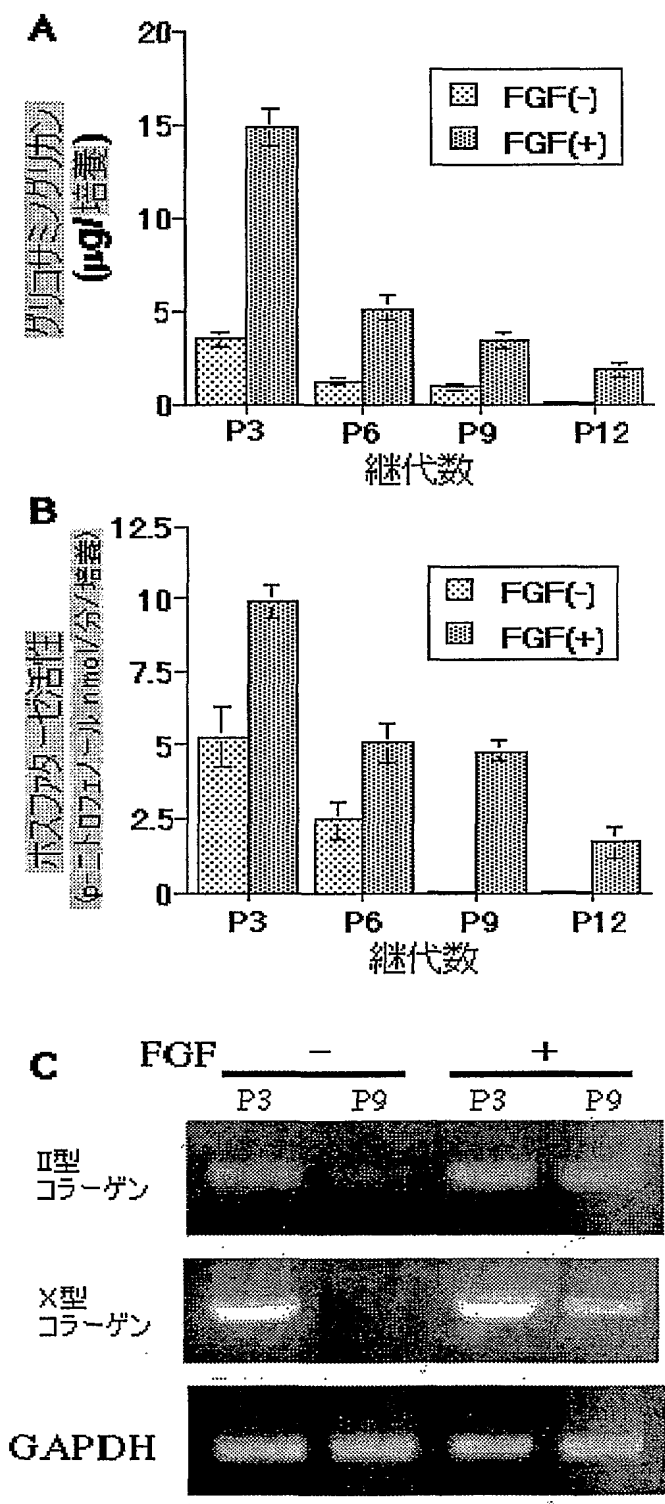 A
グリコサミノグリカン
(μg/培養)
20
15
10
5
0
FGF(-)
FGF(+)
P3 P6 P9 P12
継代数
B
ホスファターゼ活性
(p-ニトロフェノール nmol/分/培養)
12.5
10
7.5
5
2.5
0
FGF(-)
FGF(+)
P3 P6 P9 P12
継代数
C
FGF − +
P3 P9 P3 P9
II型
コラーゲン
X型
コラーゲン
GAPDH